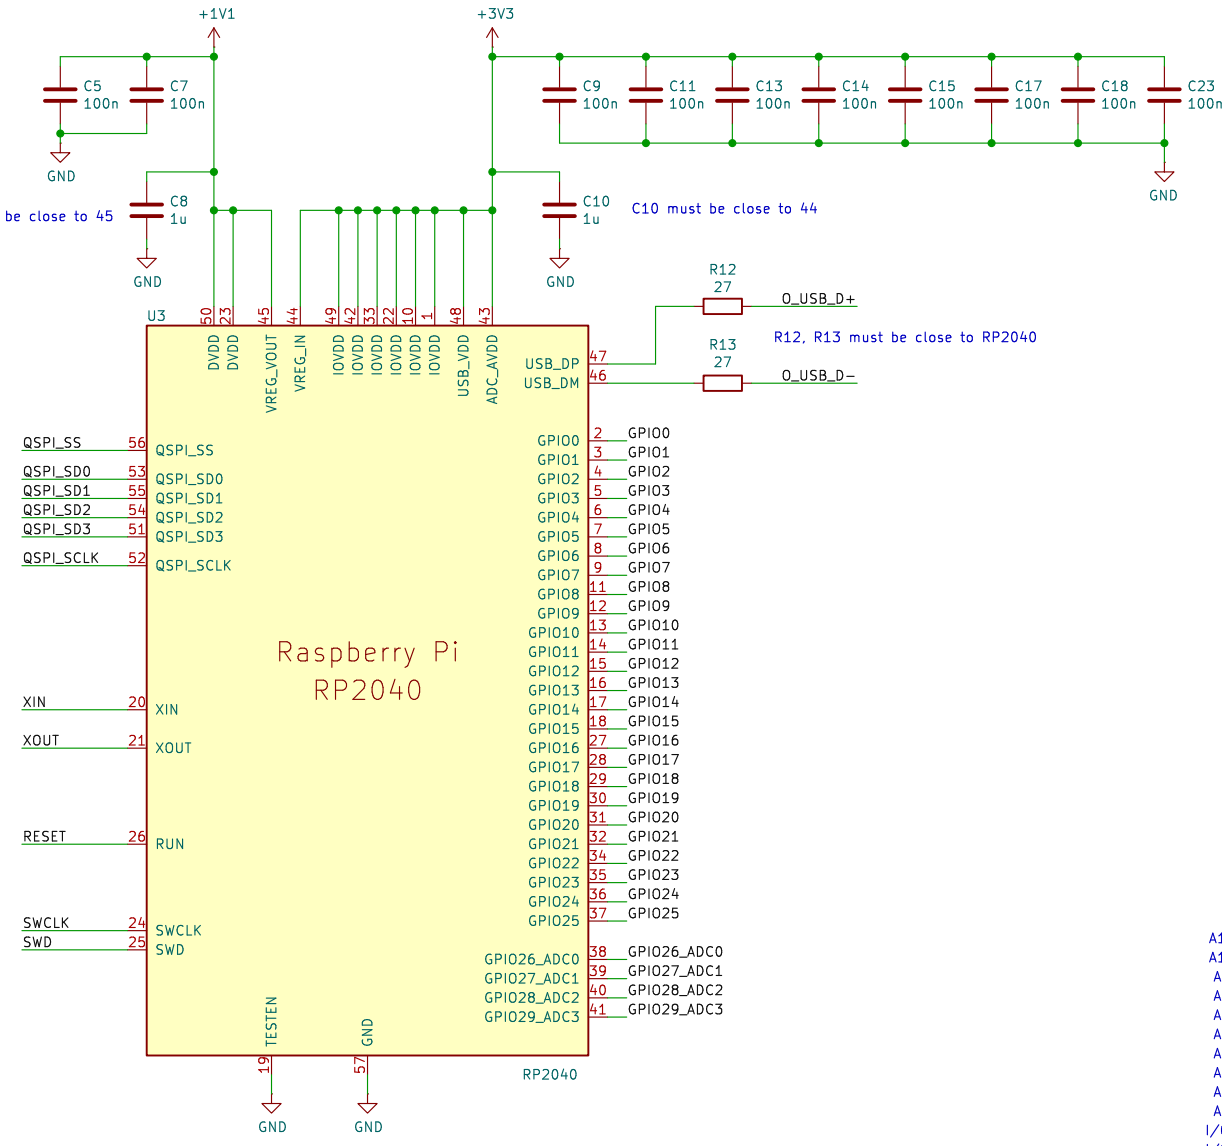 +1V1
+3V3
C5
100n
C7
100n
C9
100n
C11
100n
C13
100n
C14
100n
C15
100n
C17
100n
C18
100n
C23
100n
GND
GND
be close to 45
C8
1u
C10
1u
C10 must be close to 44
GND
GND
R12
27
O_USB_D+
R12, R13 must be close to RP2040
R13
27
O_USB_D-
U3
50
23
45
44
49
42
33
22
10
1
48
43
DVDD
DVDD
VREG_VOUT
VREG_IN
IOVDD
IOVDD
IOVDD
IOVDD
IOVDD
IOVDD
USB_VDD
ADC_AVDD
USB_DP 47
USB_DM 46
QSPI_SS 56 QSPI_SS
QSPI_SD0 53 QSPI_SD0
QSPI_SD1 55 QSPI_SD1
QSPI_SD2 54 QSPI_SD2
QSPI_SD3 51 QSPI_SD3
QSPI_SCLK 52 QSPI_SCLK
XIN 20 XIN
XOUT 21 XOUT
RESET 26 RUN
SWCLK 24 SWCLK
SWD 25 SWD
Raspberry Pi
RP2040
GPIO0 2 GPIO0
GPIO1 3 GPIO1
GPIO2 4 GPIO2
GPIO3 5 GPIO3
GPIO4 6 GPIO4
GPIO5 7 GPIO5
GPIO6 8 GPIO6
GPIO7 9 GPIO7
GPIO8 11 GPIO8
GPIO9 12 GPIO9
GPIO10 13 GPIO10
GPIO11 14 GPIO11
GPIO12 15 GPIO12
GPIO13 16 GPIO13
GPIO14 17 GPIO14
GPIO15 18 GPIO15
GPIO16 27 GPIO16
GPIO17 28 GPIO17
GPIO18 29 GPIO18
GPIO19 30 GPIO19
GPIO20 31 GPIO20
GPIO21 32 GPIO21
GPIO22 34 GPIO22
GPIO23 35 GPIO23
GPIO24 36 GPIO24
GPIO25 37 GPIO25
GPIO26_ADC0 38 GPIO26_ADC0
GPIO27_ADC1 39 GPIO27_ADC1
GPIO28_ADC2 40 GPIO28_ADC2
GPIO29_ADC3 41 GPIO29_ADC3
TESTEN
19
GND
57
RP2040
GND
GND